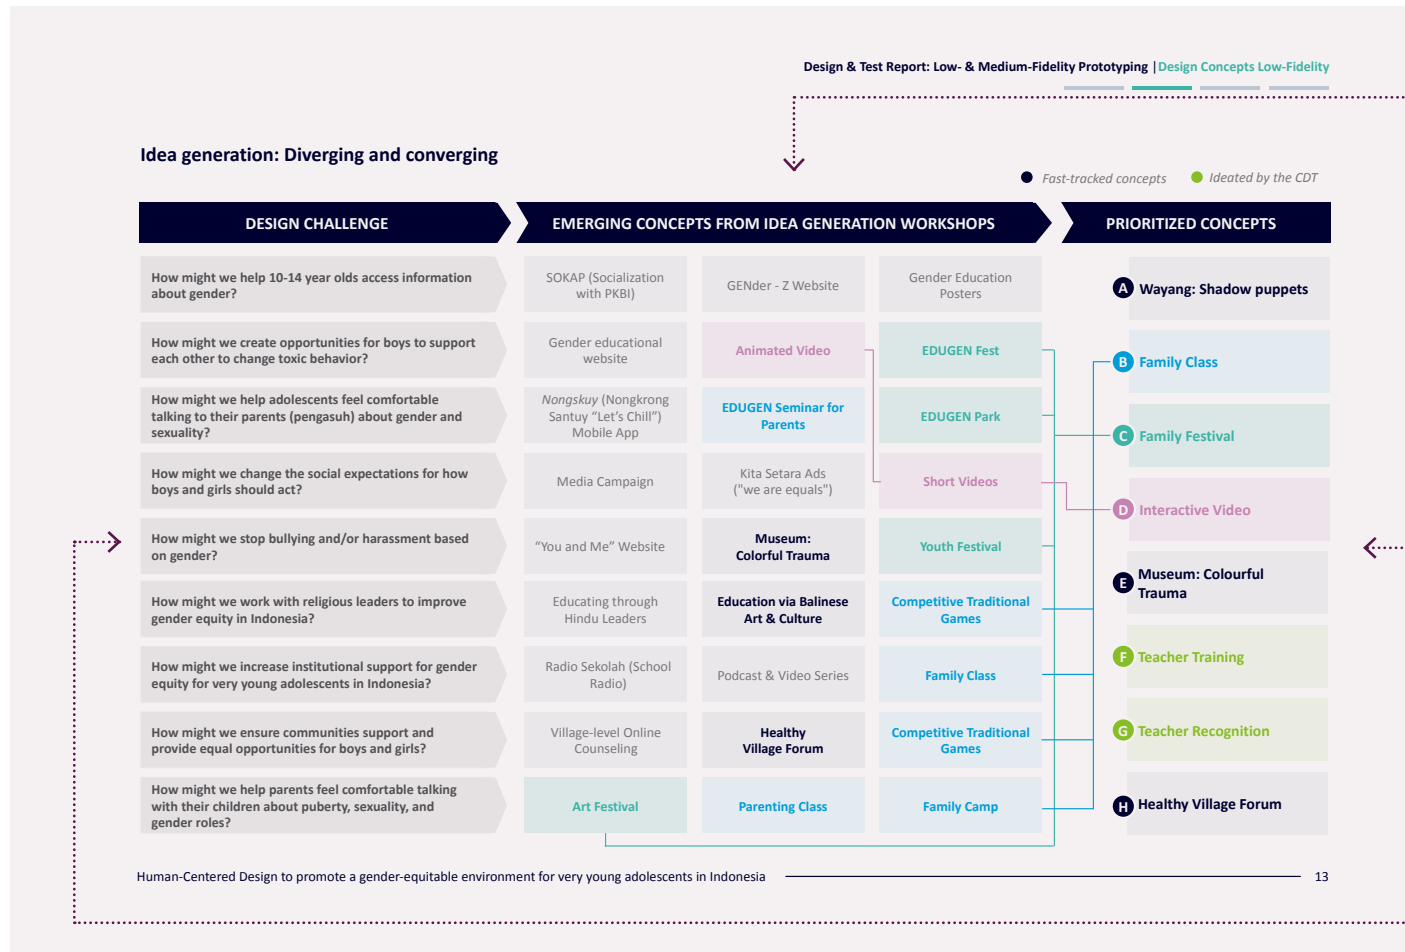 Design & Test Report: Low- & Medium-Fidelity Prototyping | Design Concepts Low-Fidelity
Idea generation: Diverging and converging
Fast-tracked concepts
Ideated by the CDT
DESIGN CHALLENGE
EMERGING CONCEPTS FROM IDEA GENERATION WORKSHOPS
PRIORITIZED CONCEPTS
How might we help 10-14 year olds access information
about gender?
SOKAP (Socialization
with PKBI)
GENder - Z Website
Gender Education
Posters
A Wayang: Shadow puppets
How might we create opportunities for boys to support
each other to change toxic behavior?
Gender educational
website
Animated Video
EDUGEN Fest
B Family Class
How might we help adolescents feel comfortable
talking to their parents (pengasuh) about gender and
sexuality?
Nongskuy (Nongkrong
Santuy “Let’s Chill”)
Mobile App
EDUGEN Seminar for
Parents
EDUGEN Park
C Family Festival
How might we change the social expectations for how
boys and girls should act?
Media Campaign
Kita Setara Ads
("we are equals")
Short Videos
D Interactive Video
How might we stop bullying and/or harassment based
on gender?
“You and Me” Website
Museum:
Colorful Trauma
Youth Festival
E Museum: Colourful
Trauma
How might we work with religious leaders to improve
gender equity in Indonesia?
Educating through
Hindu Leaders
Education via Balinese
Art & Culture
Competitive Traditional
Games
F Teacher Training
How might we increase institutional support for gender
equity for very young adolescents in Indonesia?
Radio Sekolah (School
Radio)
Podcast & Video Series
Family Class
G Teacher Recognition
How might we ensure communities support and
provide equal opportunities for boys and girls?
Village-level Online
Counseling
Healthy
Village Forum
Competitive Traditional
Games
H Healthy Village Forum
How might we help parents feel comfortable talking
with their children about puberty, sexuality, and
gender roles?
Art Festival
Parenting Class
Family Camp
Human-Centered Design to promote a gender-equitable environment for very young adolescents in Indonesia
13